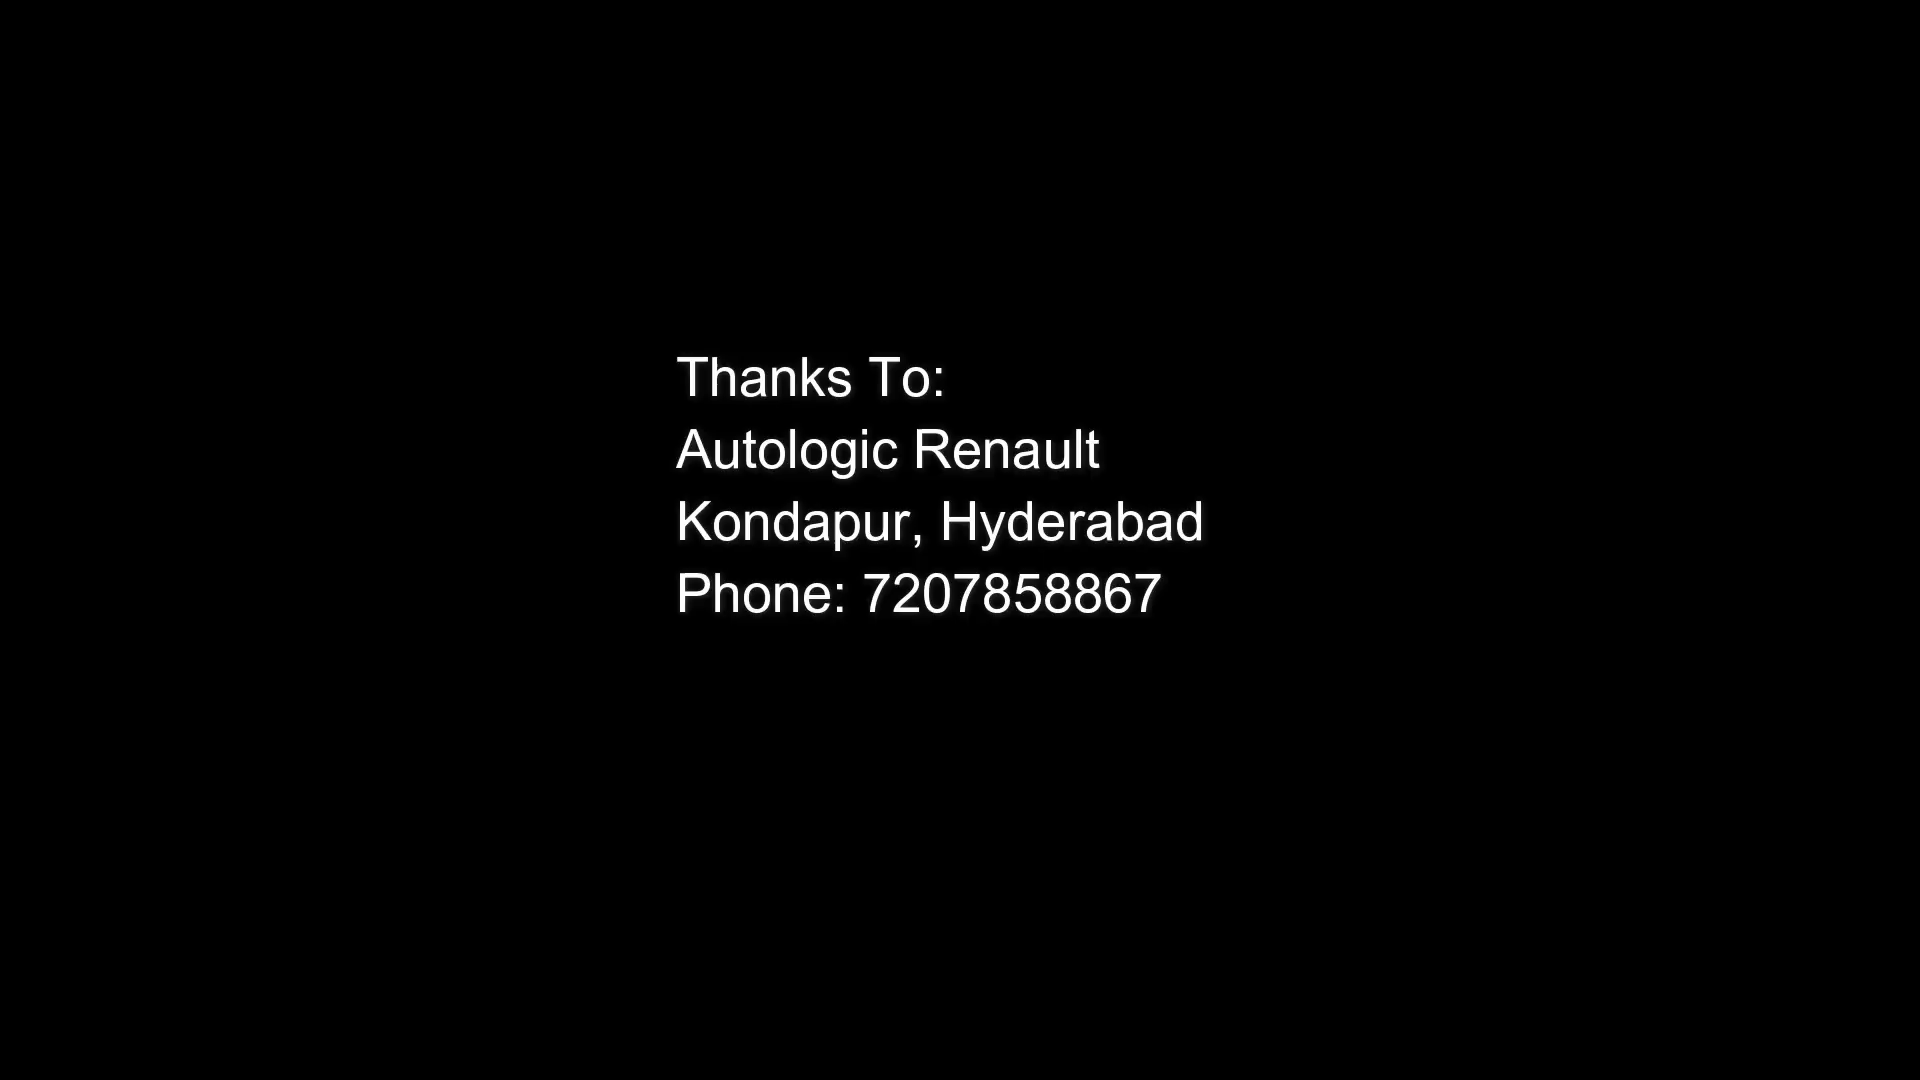 Thanks To:
Autologic Renault
Kondapur, Hyderabad
Phone: 7207858867